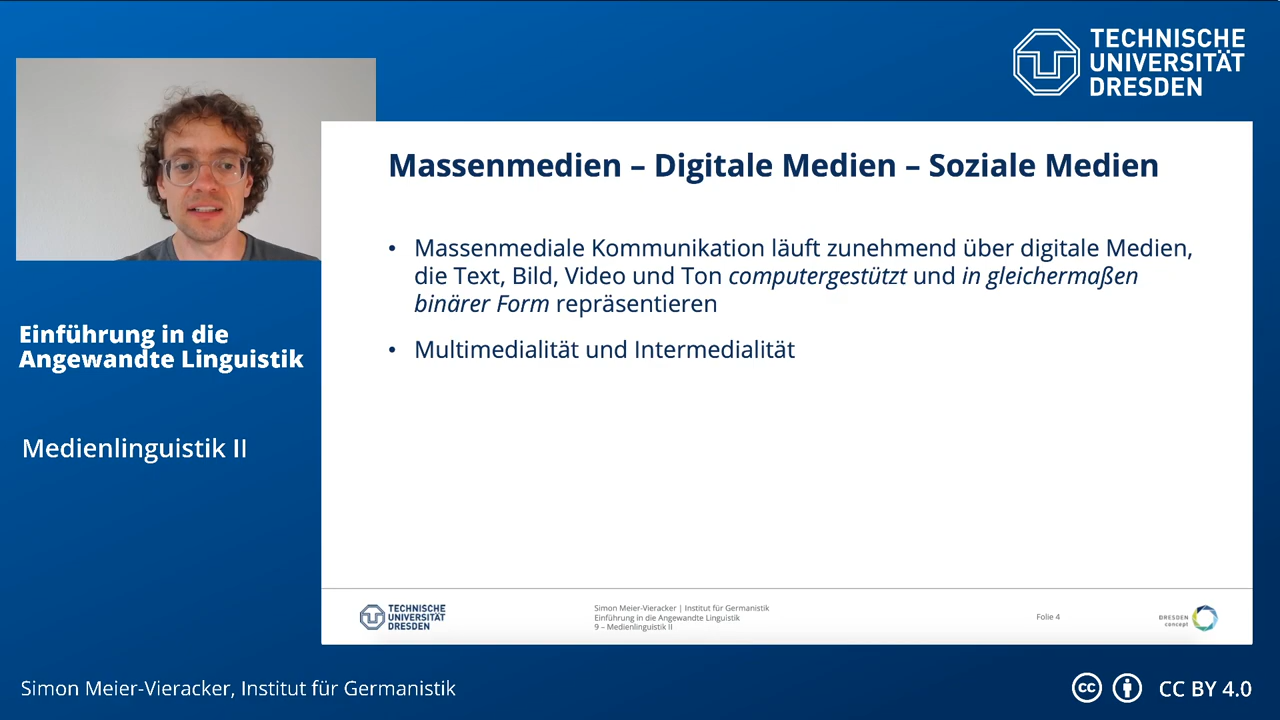 TECHNISCHE
UNIVERSITÄT
DRESDEN
Massenmedien – Digitale Medien – Soziale Medien
• Massenmediale Kommunikation läuft zunehmend über digitale Medien,
die Text, Bild, Video und Ton computergestützt und in gleichermaßen
binärer Form repräsentieren
• Multimedialität und Intermedialität
Einführung in die
Angewandte Linguistik
Medienlinguistik II
TECHNISCHE
UNIVERSITÄT
DRESDEN
Simon Meier-Vieracker | Institut für Germanistik
Einführung in die Angewandte Linguistik
9 – Medienlinguistik II
Folie 4
DRESDEN
concept
Simon Meier-Vieracker, Institut für Germanistik
cc
CC BY 4.0